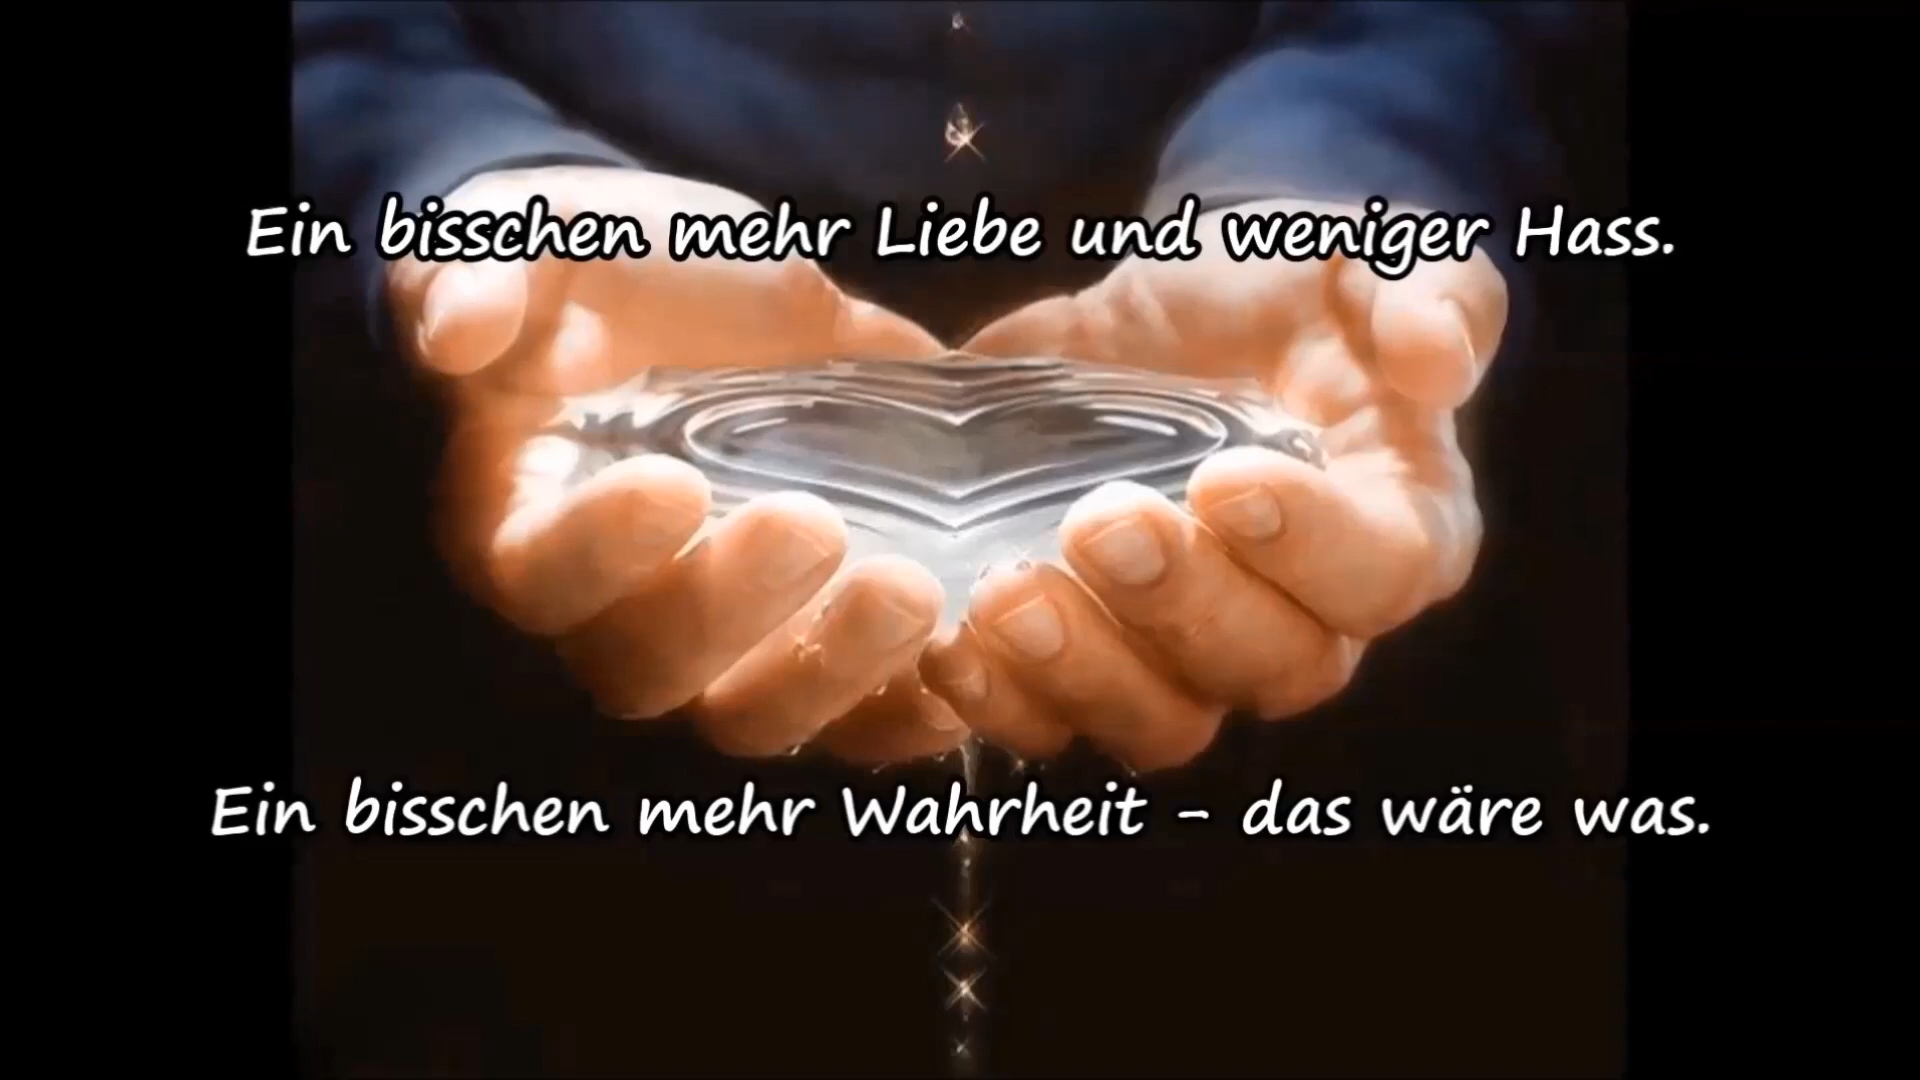 Ein bisschen mehr Liebe und weniger Hass.
Ein bisschen mehr Wahrheit - das wäre was.